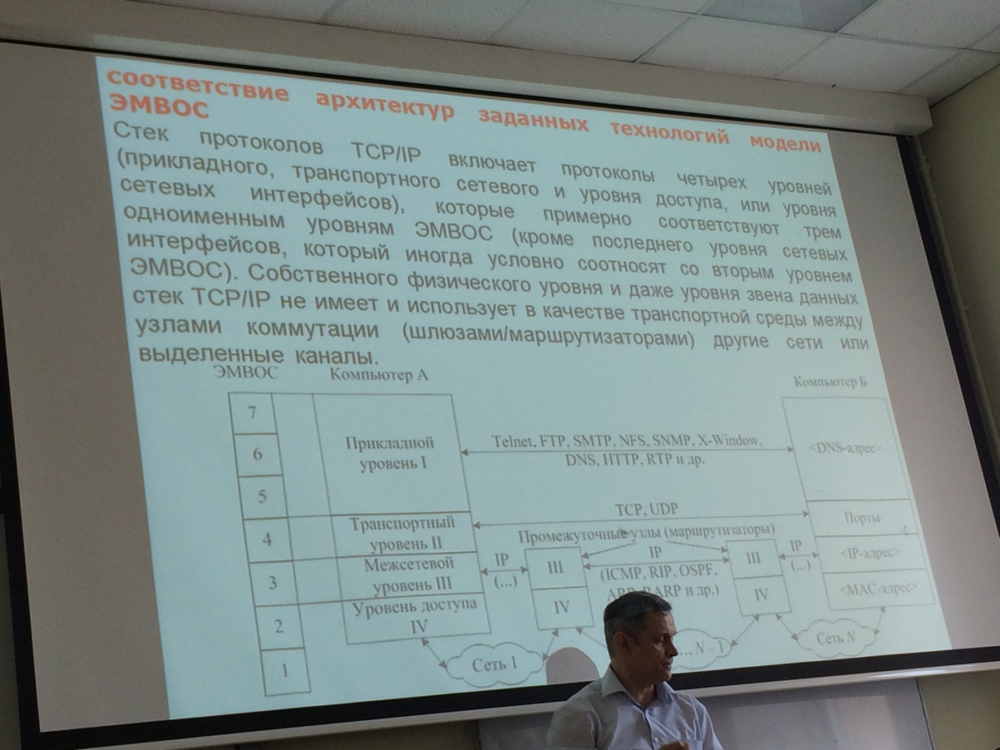 соответствие архитектур заданных технологий модели
ЭМВОС
Стек протоколов TCP/IP включает протоколы четырех уровней
(прикладного, транспортного сетевого и уровня доступа, или уровня
сетевых интерфейсов), которые примерно соответствуют трем
одноименным уровням ЭМВОС (кроме последнего уровня сетевых
интерфейсов, который иногда условно соотносят со вторым уровнем
ЭМВОС). Собственного физического уровня и даже уровня звена данных
стек TCP/IP не имеет и использует в качестве транспортной среды между
узлами коммутации (шлюзами/маршрутизаторами) другие сети или
выделенные каналы.
ЭМВОС Компьютер А Компьютер Б
7
6
5
4
3
2
1
Прикладной
уровень I
Telnet, FTP, SMTP, NFS, SNMP, X-Window,
DNS, HTTP, RTP и др.
<DNS-адрес>
Транспортный
уровень II
TCP, UDP
Порты
Промежуточные узлы (маршрутизаторы)
Межсетевой
уровень III
IP
(...)
III
IP
(ICMP, RIP, OSPF,
ARP, RARP и др.)
III
IP
(...)
<IP-адрес>
Уровень доступа
IV
IV
IV
<MAC-адрес>
Сеть 1
..., N – 1
Сеть N